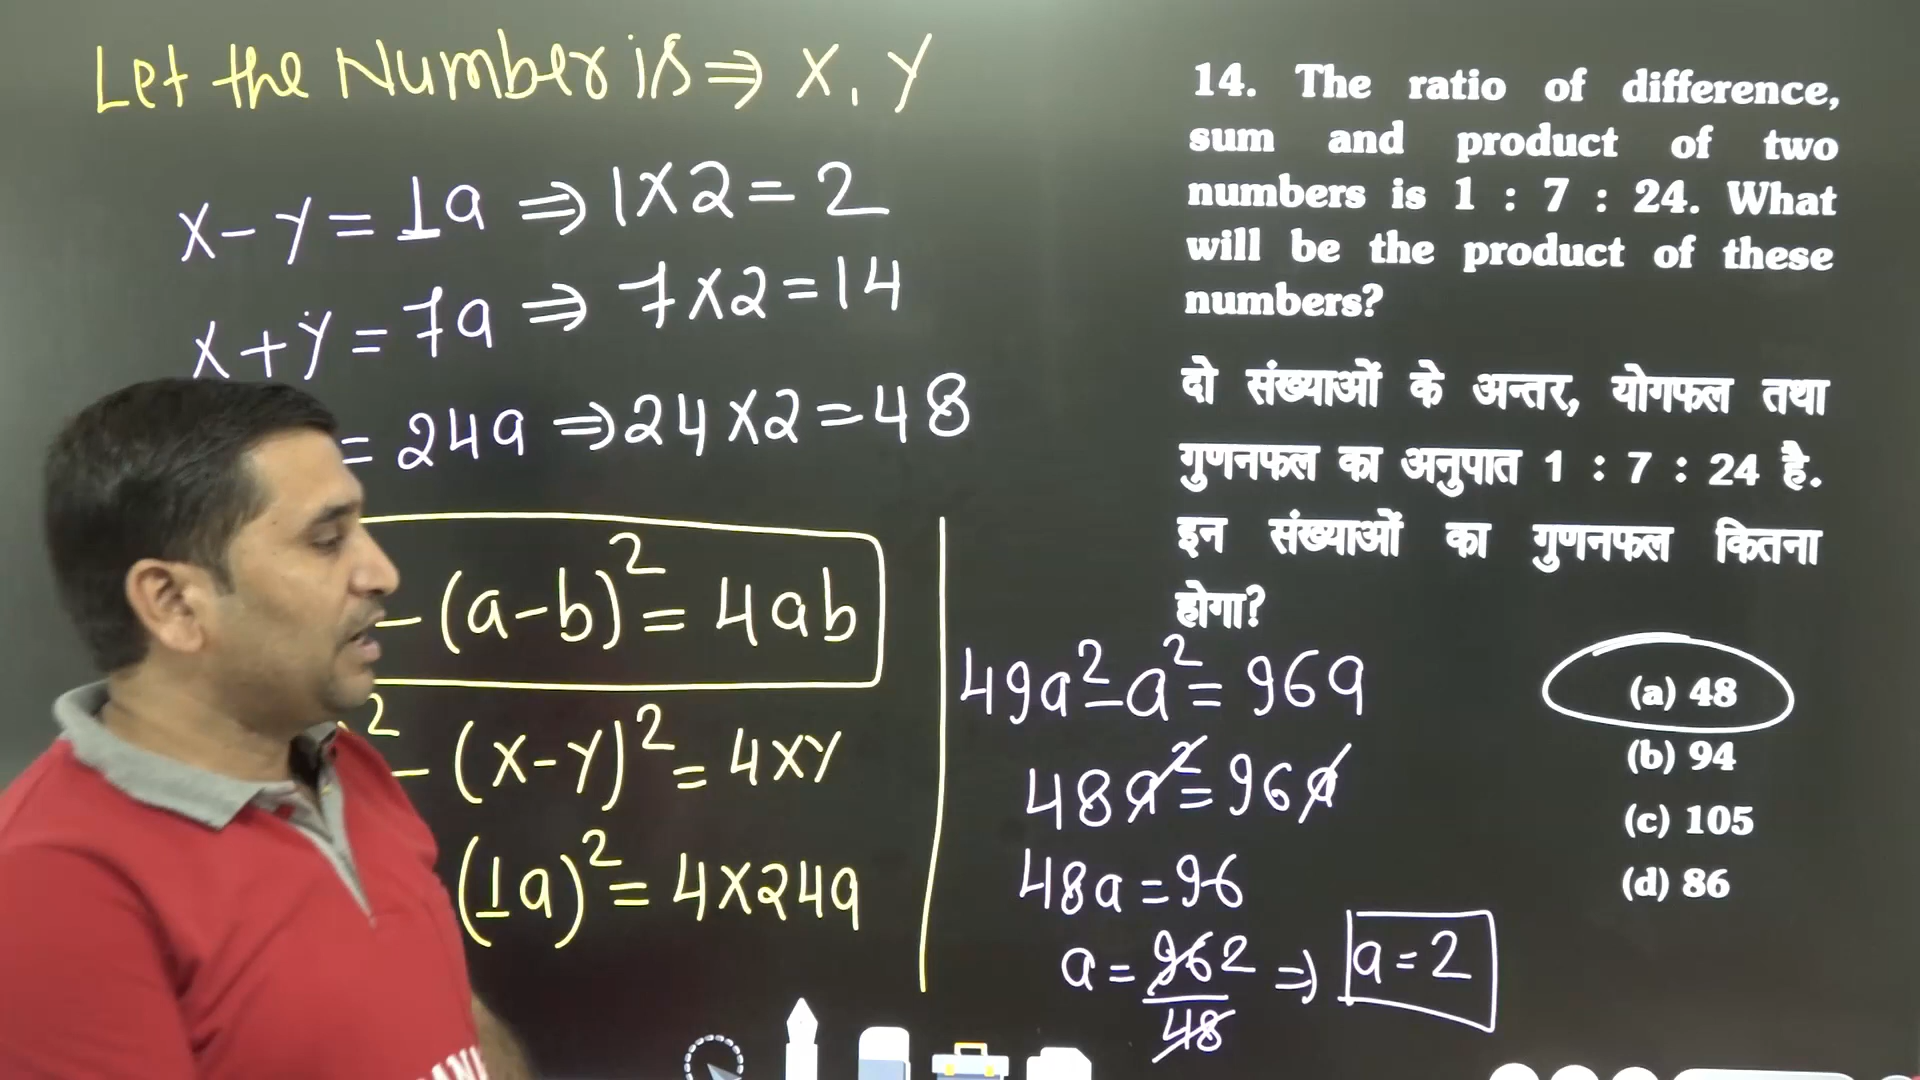 Let the Number is ⇒ x, y
x - y = 1a ⇒ 1 X 2 = 2
x + y = 7a ⇒ 7 X 2 = 14
= 24a ⇒ 24 X 2 = 48
- (a-b)² = 4ab
² - (x-y)² = 4xy
(1a)² = 4X24a
14. The ratio of difference,
sum and product of two
numbers is 1 : 7 : 24. What
will be the product of these
numbers?
दो संख्याओं के अन्तर, योगफल तथा
गुणनफल का अनुपात 1 : 7 : 24 है.
इन संख्याओं का गुणनफल कितना
होगा?
49a² - a² = 96a
48a² = 96a
48a = 96
a = 96 2 ⇒ a = 2
48
(a) 48
(b) 94
(c) 105
(d) 86